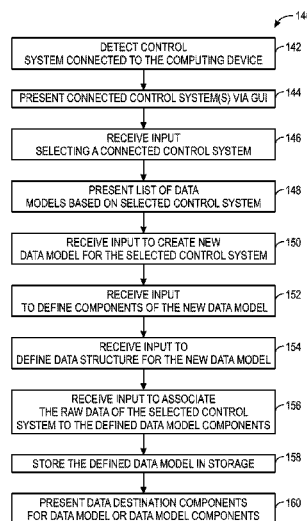 140
DETECT CONTROL
SYSTEM CONNECTED TO THE COMPUTING DEVICE
142
PRESENT CONNECTED CONTROL SYSTEM(S) VIA GUI
144
RECEIVE INPUT
SELECTING A CONNECTED CONTROL SYSTEM
146
PRESENT LIST OF DATA
MODELS BASED ON SELECTED CONTROL SYSTEM
148
RECEIVE INPUT TO CREATE NEW
DATA MODEL FOR THE SELECTED CONTROL SYSTEM
150
RECEIVE INPUT
TO DEFINE COMPONENTS OF THE NEW DATA MODEL
152
RECEIVE INPUT TO
DEFINE DATA STRUCTURE FOR THE NEW DATA MODEL
154
RECEIVE INPUT TO ASSOCIATE
THE RAW DATA OF THE SELECTED CONTROL
SYSTEM TO THE DEFINED DATA MODEL COMPONENTS
156
STORE THE DEFINED DATA MODEL IN STORAGE
158
PRESENT DATA DESTINATION COMPONENTS
FOR DATA MODEL OR DATA MODEL COMPONENTS
160